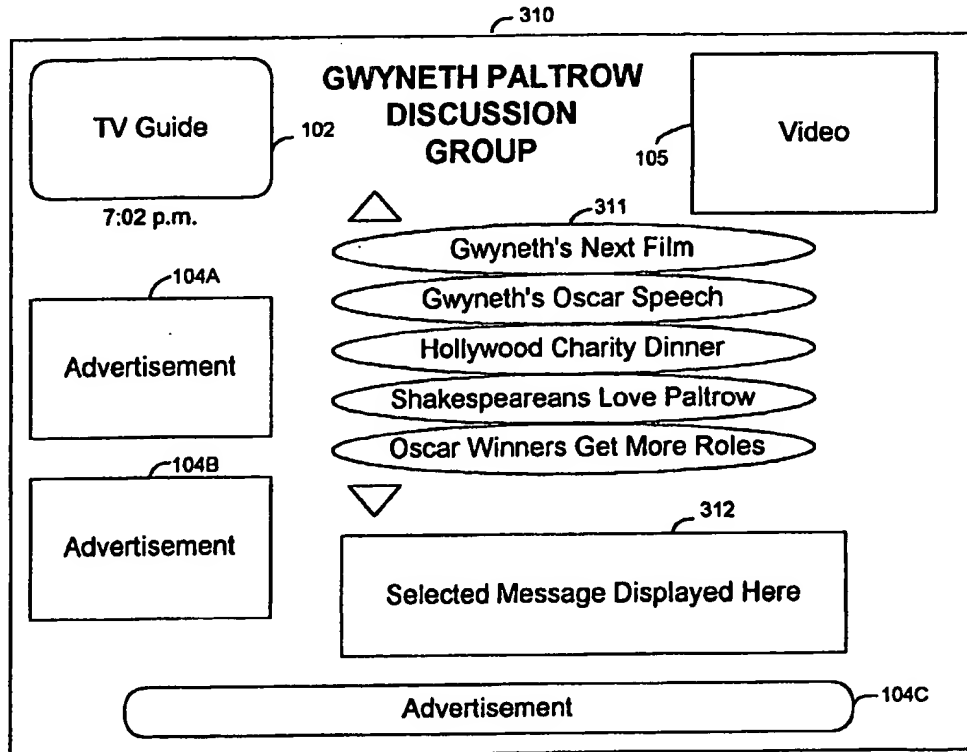 310
TV Guide
102
7:02 p.m.
GWYNETH PALTROW
DISCUSSION
GROUP
105
Video
311
Gwyneth's Next Film
Gwyneth's Oscar Speech
Hollywood Charity Dinner
Shakespeareans Love Paltrow
Oscar Winners Get More Roles
104A
Advertisement
104B
Advertisement
312
Selected Message Displayed Here
Advertisement
104C